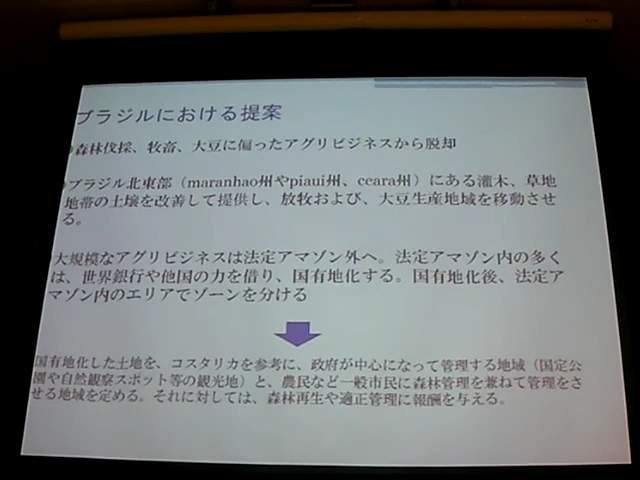 ブラジルにおける提案
森林伐採、牧畜、大豆に偏ったアグリビジネスから脱却
ブラジル北東部（maranhao州やpiaui州、ceara州）にある灌木、草地
地帯の土壌を改善して提供し、放牧および、大豆生産地域を移動させ
る。
大規模なアグリビジネスは法定アマゾン外へ。法定アマゾン内の多く
は、世界銀行や他国の力を借り、国有地化する。国有地化後、法定ア
マゾン内のエリアでゾーンを分ける
国有地化した土地を、コスタリカを参考に、政府が中心になって管理する地域（国定公
園や自然観察スポット等の観光地）と、農民など一般市民に森林管理を兼ねて管理をさ
せる地域を定める。それに対しては、森林再生や適正管理に報酬を与える。